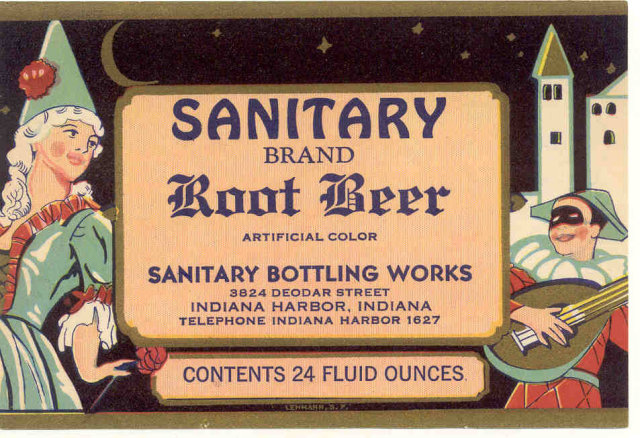 SANITARY
BRAND
Root Beer
ARTIFICIAL COLOR
SANITARY BOTTLING WORKS
3824 DEODAR STREET
INDIANA HARBOR, INDIANA
TELEPHONE INDIANA HARBOR 1627
CONTENTS 24 FLUID OUNCES
LEHMANN, S. F.